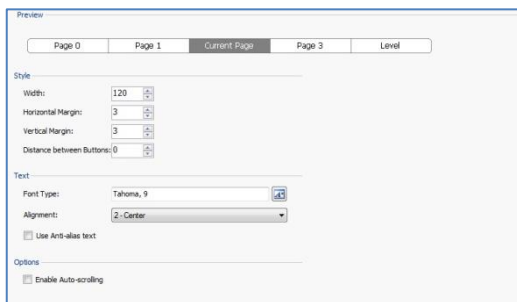 Preview
Page 0 Page 1 Current Page Page 3 Level
Style
Width: 120
Horizontal Margin: 3
Vertical Margin: 3
Distance between Buttons: 0
Text
Font Type: Tahoma, 9
Alignment: 2 - Center
Use Anti-alias text
Options
Enable Auto-scrolling